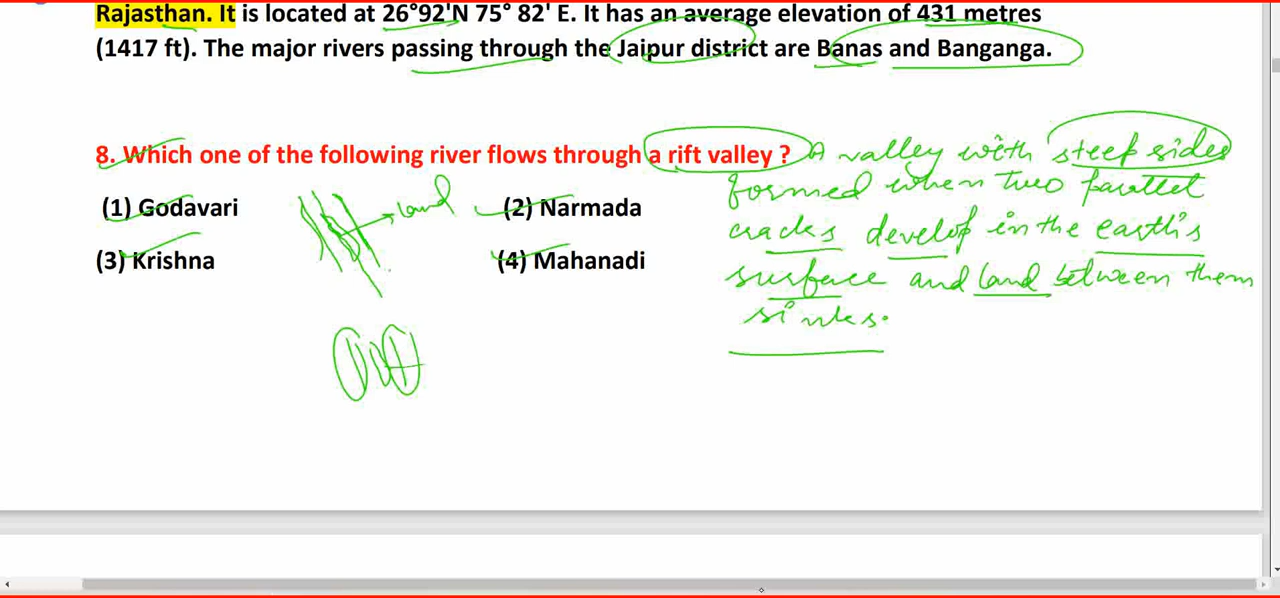 Rajasthan. It is located at 26°92'N 75° 82' E. It has an average elevation of 431 metres
(1417 ft). The major rivers passing through the Jaipur district are Banas and Banganga.
8. Which one of the following river flows through a rift valley ?
(1) Godavari
(2) Narmada
(3) Krishna
(4) Mahanadi
land
A valley with steep sides
formed when two parallel
cracks develop in the earth's
surface and land between them
sinks.